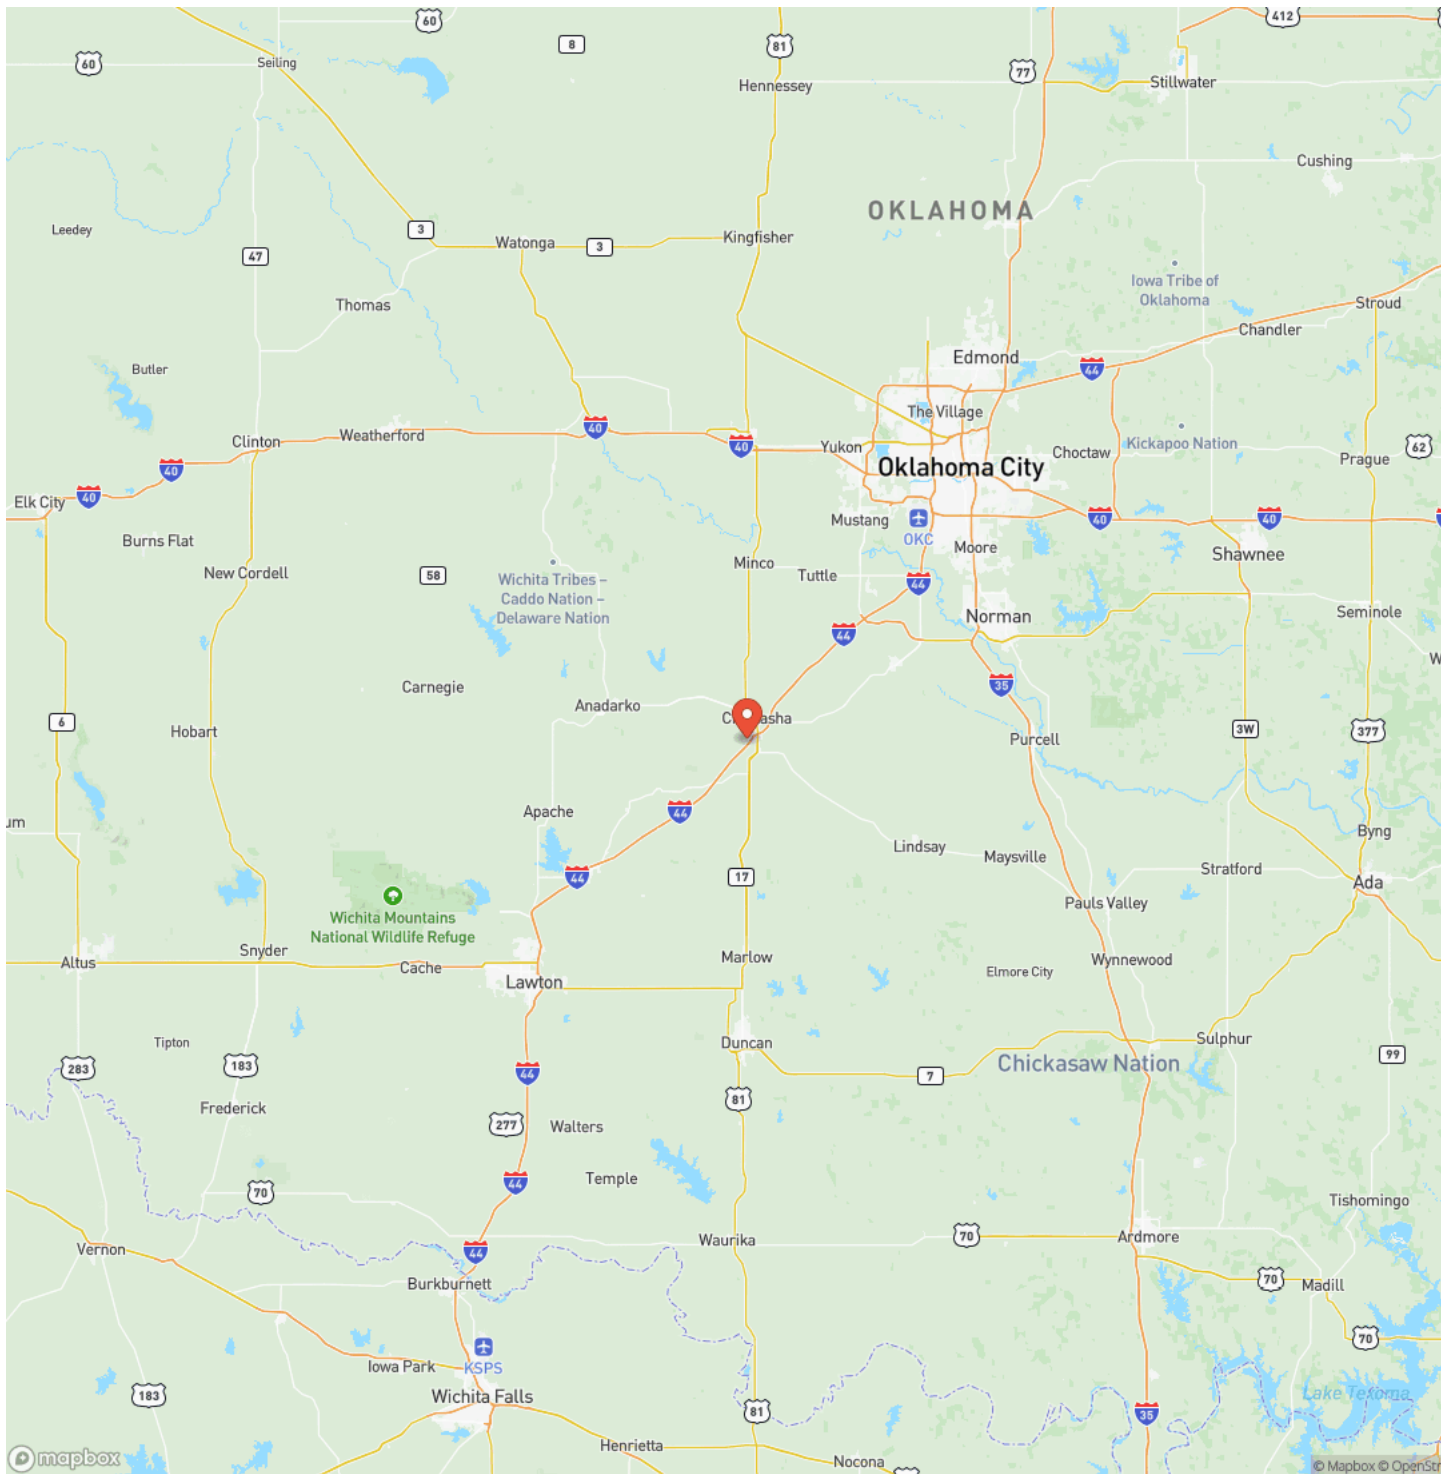 60
412
8
81
60
Seiling
77
Stillwater
Hennessey
Cushing
OKLAHOMA
Leedey
3
Kingfisher
Watonga
3
47
Iowa Tribe of
Oklahoma
Thomas
Stroud
Chandler
Edmond
44
Butler
The Village
40
Weatherford
Clinton
40
Yukon
Kickapoo Nation
62
Choctaw
Prague
40
Oklahoma City
40
Elk City
Mustang
40
40
OKC
Burns Flat
Moore
Shawnee
Minco
New Cordell
58
Tuttle
Wichita Tribes –
Caddo Nation –
Delaware Nation
44
Seminole
Norman
44
W
Carnegie
35
Anadarko
6
asha
Hobart
3W
377
Purcell
Apache
44
um
Byng
Lindsay
Maysville
44
17
Stratford
Ada
Wichita Mountains
National Wildlife Refuge
Pauls Valley
Snyder
Marlow
Altus
Cache
Wynnewood
Elmore City
Lawton
Tipton
Duncan
Sulphur
283
183
44
Chickasaw Nation
7
99
81
Frederick
277
Walters
Temple
44
70
Tishomingo
Vernon
44
Waurika
70
Ardmore
Burkburnett
70
Madill
70
Iowa Park
KSPS
183
Wichita Falls
Lake Texoma
81
35
Henrietta
Nocona
mapbox
© Mapbox © OpenStr